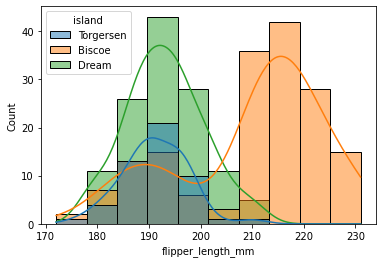 island
Torgersen
Biscoe
Dream
Count
40
30
20
10
0
170 180 190 200 210 220 230
flipper_length_mm